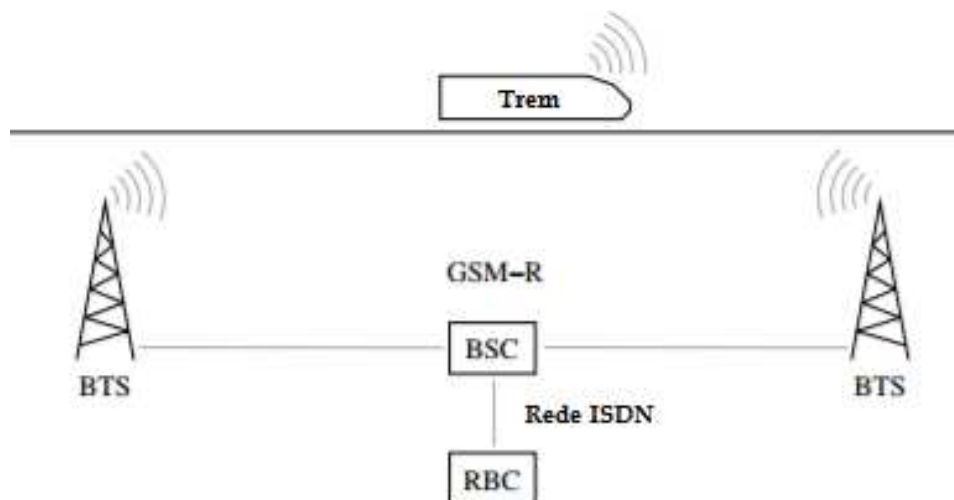 Trem
GSM-R
BSC
BTS
BTS
Rede ISDN
RBC